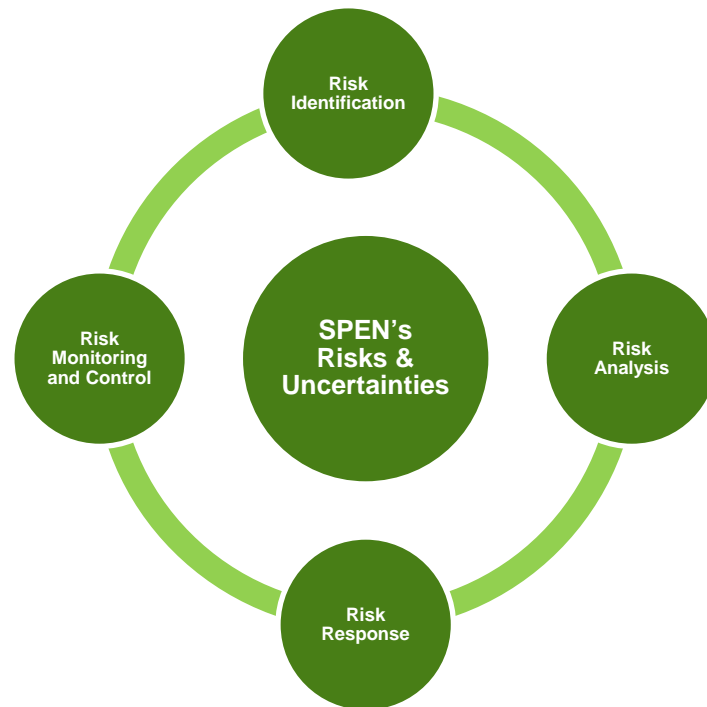 Risk
Identification
SPEN’s
Risks &
Uncertainties
Risk
Monitoring
and Control
Risk
Analysis
Risk
Response